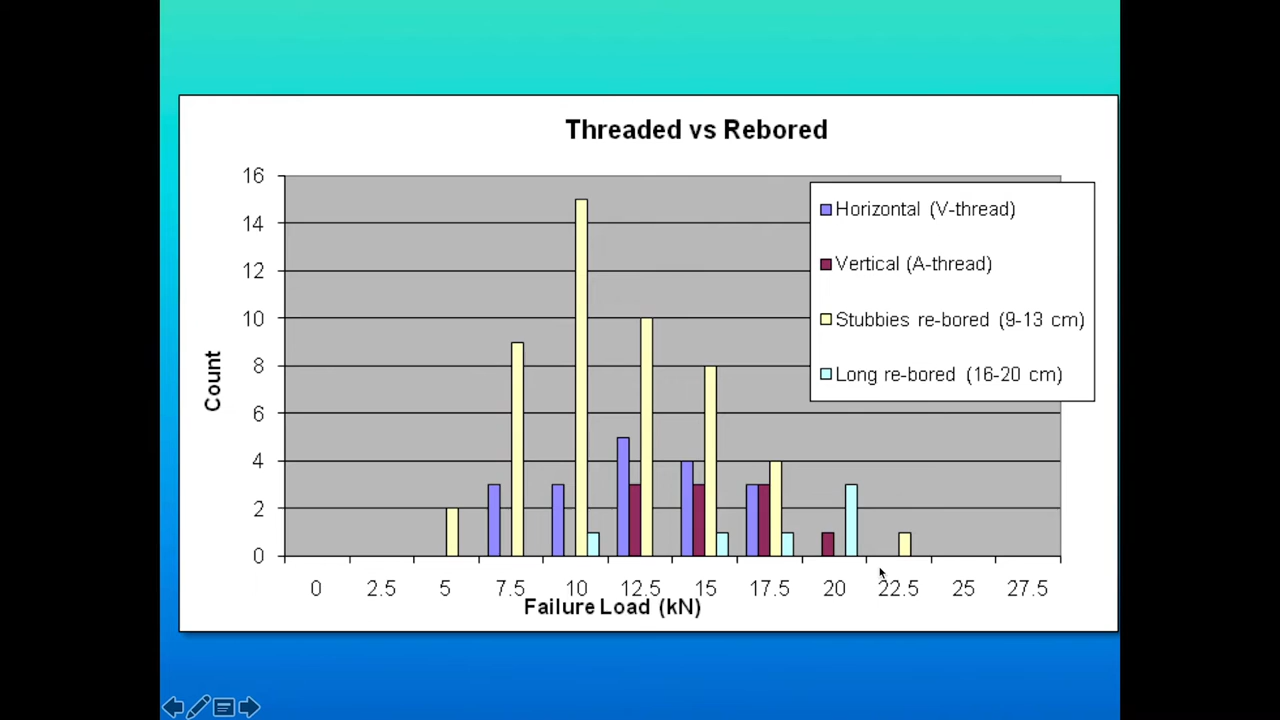 Threaded vs Rebored
16
14
12
10
8
6
4
2
0
Count
Horizontal (V-thread)
Vertical (A-thread)
Stubbies re-bored (9-13 cm)
Long re-bored (16-20 cm)
0 2.5 5 7.5 10 12.5 15 17.5 20 22.5 25 27.5
Failure Load (kN)